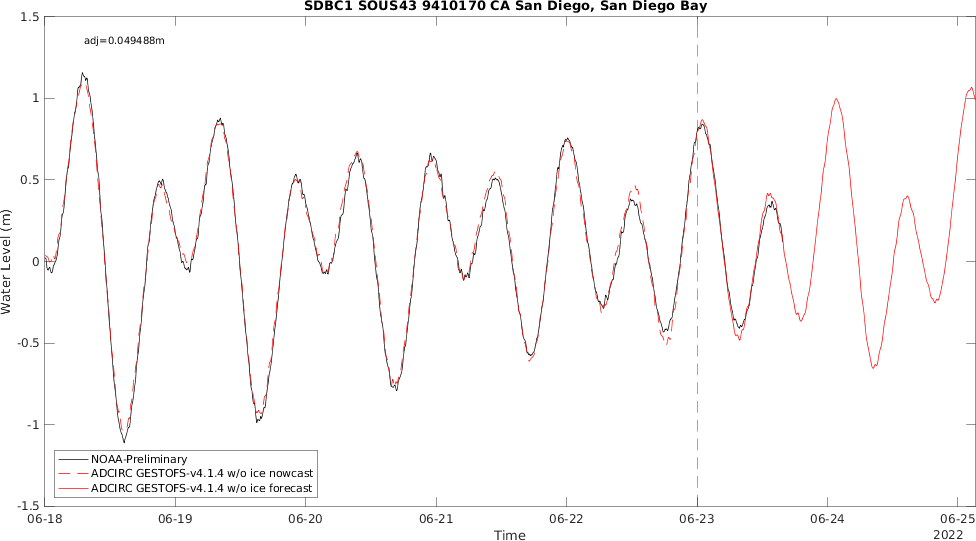 SDBC1 SOUS43 9410170 CA San Diego, San Diego Bay
adj=0.049488m
Water Level (m)
1.5
1
0.5
0
-0.5
-1
-1.5
NOAA-Preliminary
ADCIRC GESTOFS-v4.1.4 w/o ice nowcast
ADCIRC GESTOFS-v4.1.4 w/o ice forecast
06-18 06-19 06-20 06-21 06-22 06-23 06-24 06-25
Time
2022